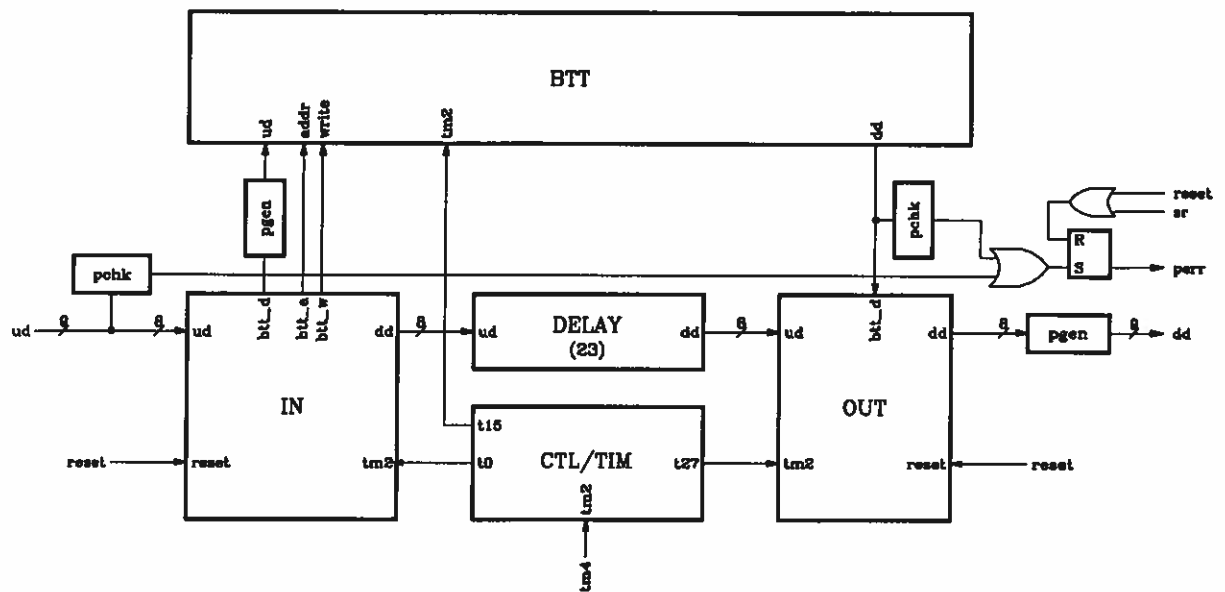 BTT
ud
addr
write
tm2
dd
pgen
pchk
reset
sr
R
S
perr
pchk
btt_d
btt_a
btt_w
btt_d
ud
8
8
ud
dd
8
ud
DELAY
(23)
dd
8
ud
dd
8
pgen
8
dd
IN
OUT
t15
reset
reset
tm2
t0
CTL/TIM
t27
tm2
reset
reset
tm2
tm4